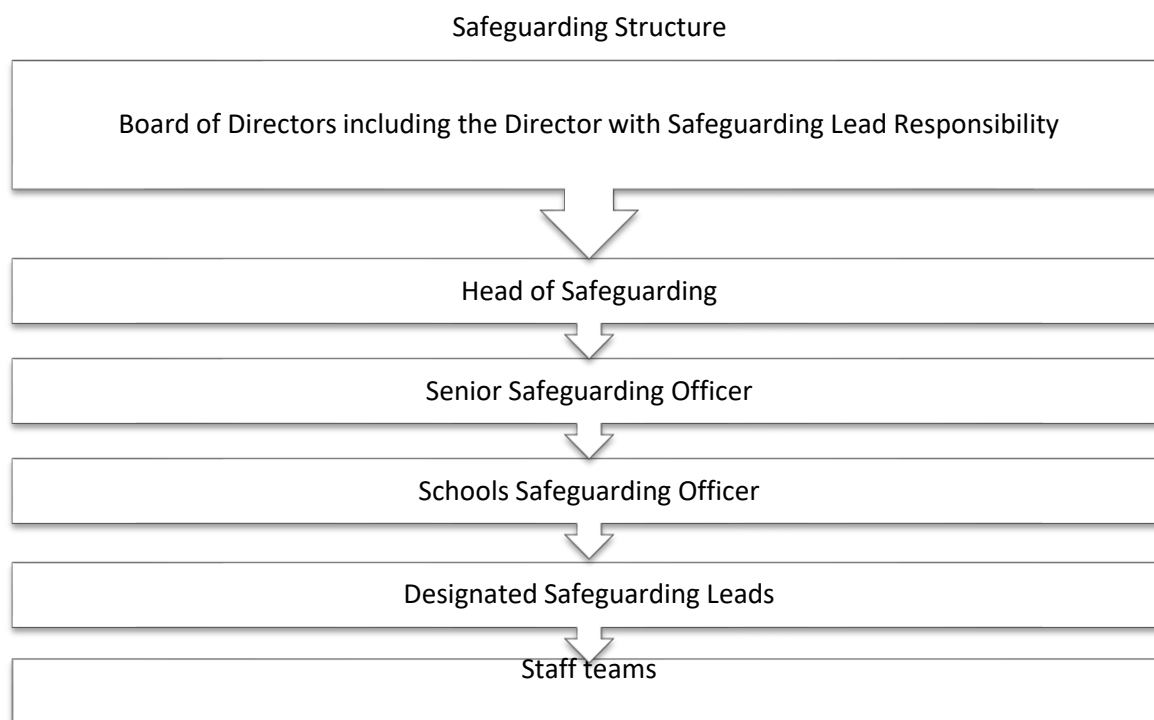 Safeguarding Structure
Board of Directors including the Director with Safeguarding Lead Responsibility
Head of Safeguarding
Senior Safeguarding Officer
Schools Safeguarding Officer
Designated Safeguarding Leads
Staff teams